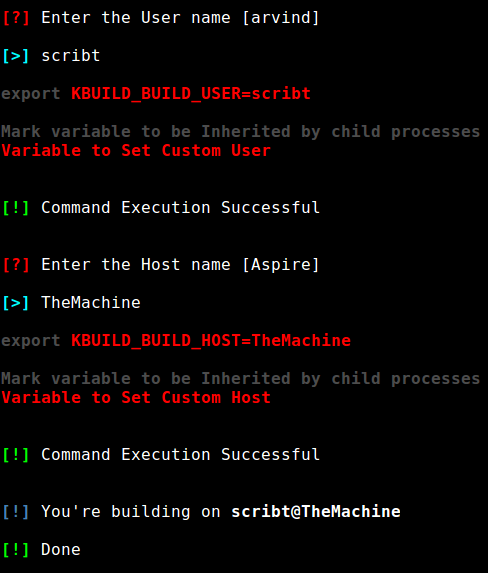 [?] Enter the User name [arvind]
[>] scribt
export KBUILD_BUILD_USER=scribt
Mark variable to be Inherited by child processes
Variable to Set Custom User
[!] Command Execution Successful
[?] Enter the Host name [Aspire]
[>] TheMachine
export KBUILD_BUILD_HOST=TheMachine
Mark variable to be Inherited by child processes
Variable to Set Custom Host
[!] Command Execution Successful
[!] You're building on scribt@TheMachine
[!] Done